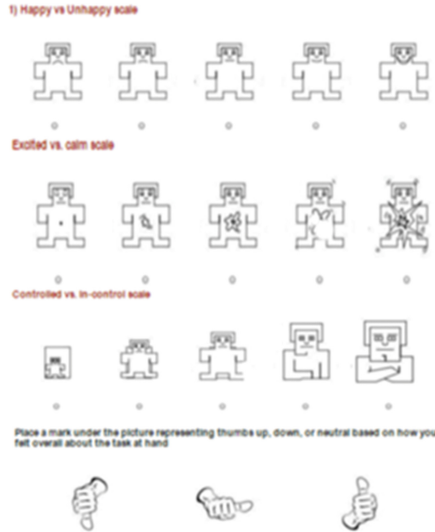 1) Happy vs Unhappy scale
Excited vs. calm scale
Controlled vs. In-control scale
Place a mark under the picture representing thumbs up, down, or neutral based on how you
felt overall about the task at hand